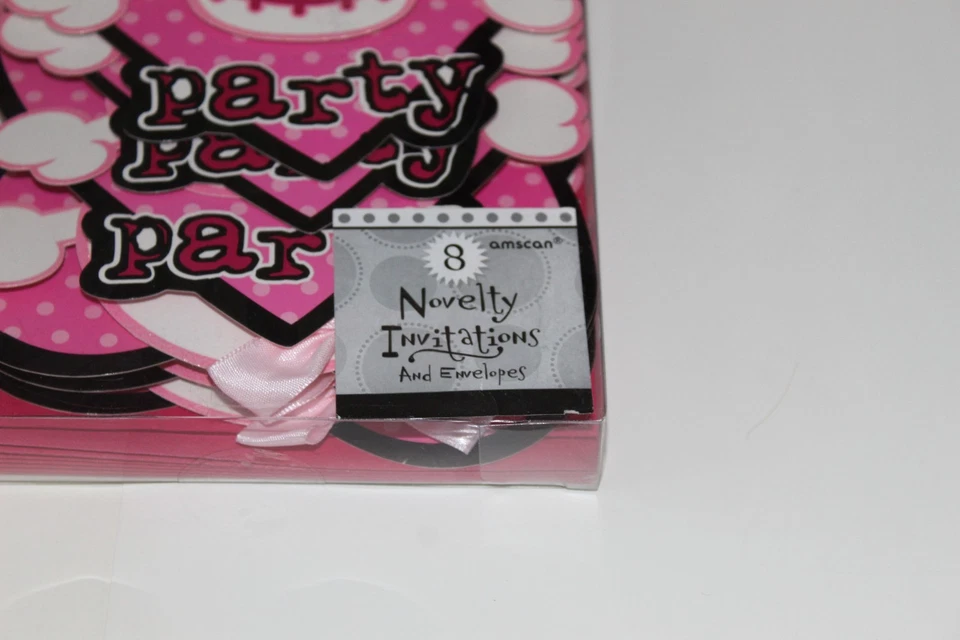 party
party
par
amscan®
8
Novelty
Invitations
And Envelopes